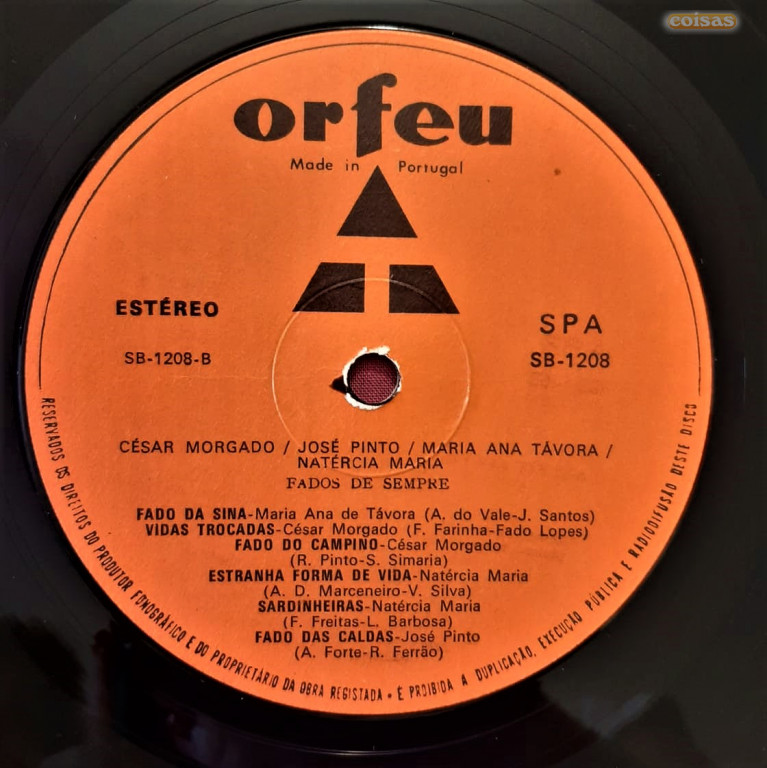 coisas
orfeu
Made in Portugal
ESTÉREO
SPA
SB-1208-B
SB-1208
CÉSAR MORGADO / JOSÉ PINTO / MARIA ANA TÁVORA /
NATÉRCIA MARIA
FADOS DE SEMPRE
FADO DA SINA-Maria Ana de Távora (A. do Vale-J. Santos)
VIDAS TROCADAS-César Morgado (F. Farinha-Fado Lopes)
FADO DO CAMPINO-César Morgado
(R. Pinto-S. Simaria)
ESTRANHA FORMA DE VIDA-Natércia Maria
(A. D. Marceneiro-V. Silva)
SARDINHEIRAS-Natércia Maria
(F. Freitas-L. Barbosa)
FADO DAS CALDAS-José Pinto
(A. Forte-R. Ferrão)
RESERVADOS OS DIREITOS DO PRODUTOR FONOGRÁFICO E DO PROPRIETÁRIO DA OBRA REGISTADA • É PROIBIDA A DUPLICAÇÃO, EXECUÇÃO PÚBLICA E RADIODIFUSÃO DESTE DISCO